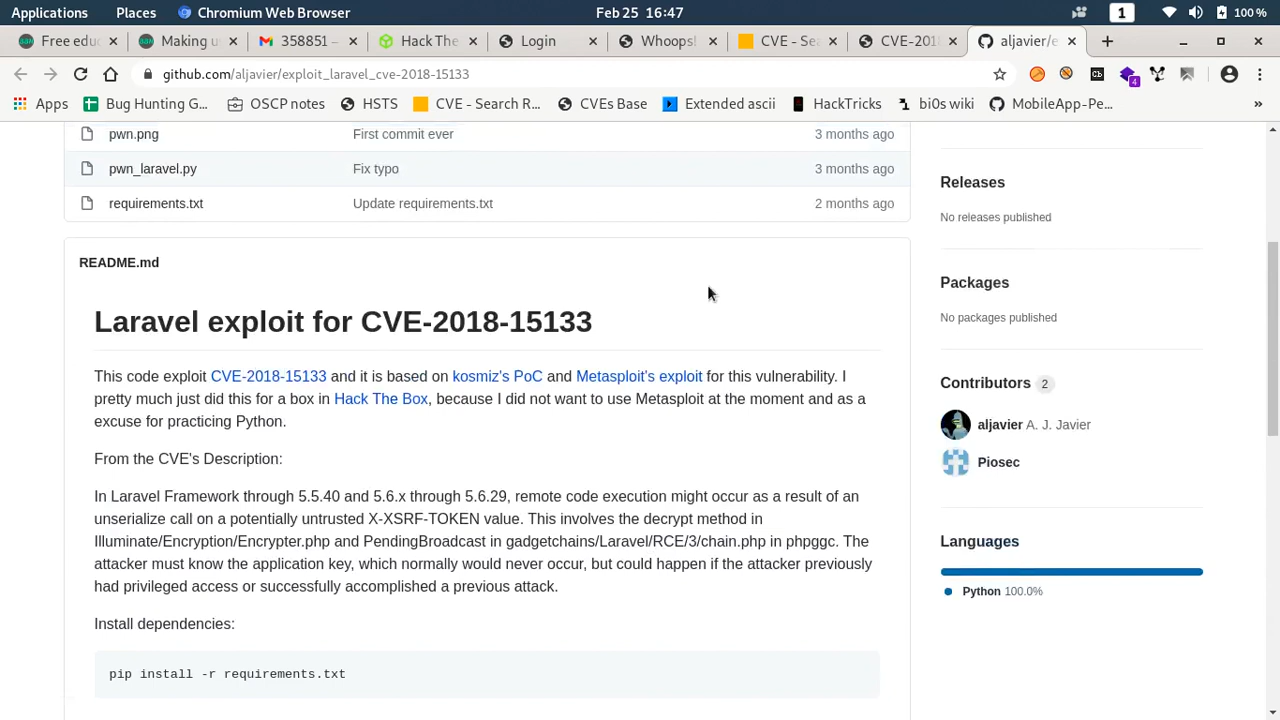 Applications Places Chromium Web Browser Feb 25 16:47 1 100 %
Free edu Making u 358851 – Hack The Login Whoops! CVE - Sea CVE-2018 aljavier/e
github.com/aljavier/exploit_laravel_cve-2018-15133 4
Apps Bug Hunting G... OSCP notes HSTS CVE - Search R... CVEs Base Extended ascii HackTricks bi0s wiki MobileApp-Pe... »
pwn.png First commit ever 3 months ago
pwn_laravel.py Fix typo 3 months ago
requirements.txt Update requirements.txt 2 months ago
README.md
Laravel exploit for CVE-2018-15133
This code exploit CVE-2018-15133 and it is based on kosmiz's PoC and Metasploit's exploit for this vulnerability. I
pretty much just did this for a box in Hack The Box, because I did not want to use Metasploit at the moment and as a
excuse for practicing Python.
From the CVE's Description:
In Laravel Framework through 5.5.40 and 5.6.x through 5.6.29, remote code execution might occur as a result of an
unserialize call on a potentially untrusted X-XSRF-TOKEN value. This involves the decrypt method in
Illuminate/Encryption/Encrypter.php and PendingBroadcast in gadgetchains/Laravel/RCE/3/chain.php in phpggc. The
attacker must know the application key, which normally would never occur, but could happen if the attacker previously
had privileged access or successfully accomplished a previous attack.
Install dependencies:
pip install -r requirements.txt
Releases
No releases published
Packages
No packages published
Contributors 2
aljavier A. J. Javier
Piosec
Languages
Python 100.0%